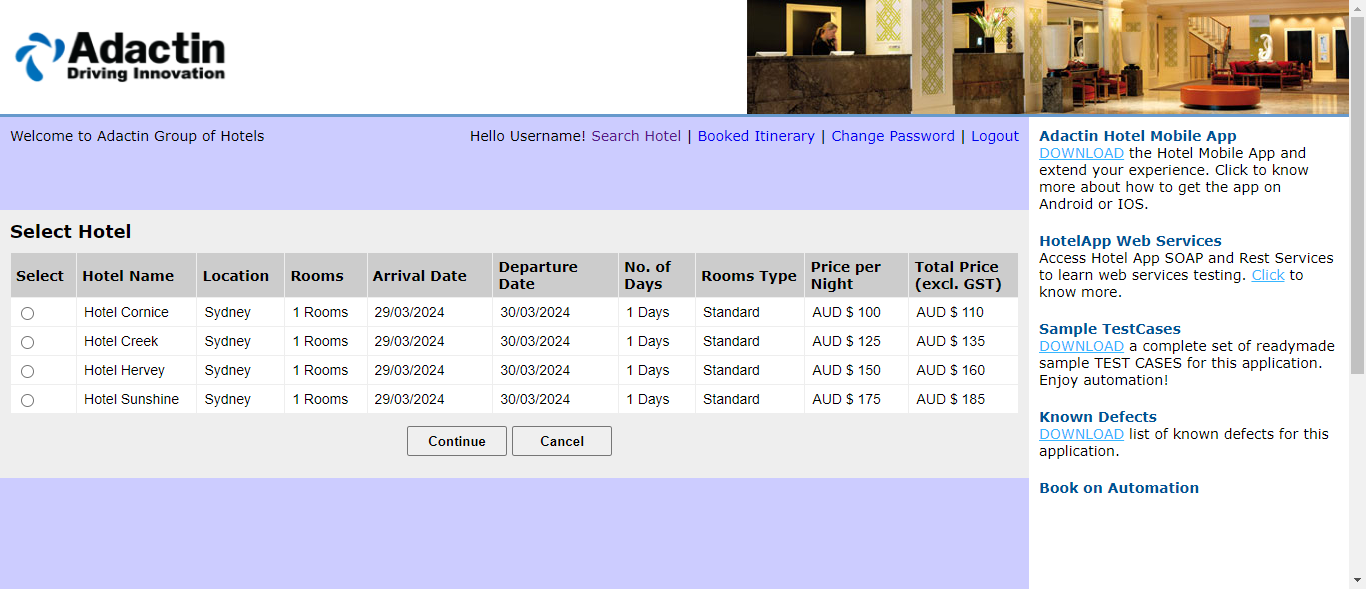 Adactin
Driving Innovation
Welcome to Adactin Group of Hotels
Hello Username! Search Hotel | Booked Itinerary | Change Password | Logout
Select Hotel
Select Hotel Name Location Rooms Arrival Date Departure Date No. of Days Rooms Type Price per Night Total Price (excl. GST)
Hotel Cornice Sydney 1 Rooms 29/03/2024 30/03/2024 1 Days Standard AUD $ 100 AUD $ 110
Hotel Creek Sydney 1 Rooms 29/03/2024 30/03/2024 1 Days Standard AUD $ 125 AUD $ 135
Hotel Hervey Sydney 1 Rooms 29/03/2024 30/03/2024 1 Days Standard AUD $ 150 AUD $ 160
Hotel Sunshine Sydney 1 Rooms 29/03/2024 30/03/2024 1 Days Standard AUD $ 175 AUD $ 185
Continue Cancel
Adactin Hotel Mobile App
DOWNLOAD the Hotel Mobile App and
extend your experience. Click to know
more about how to get the app on
Android or IOS.
HotelApp Web Services
Access Hotel App SOAP and Rest Services
to learn web services testing. Click to
know more.
Sample TestCases
DOWNLOAD a complete set of readymade
sample TEST CASES for this application.
Enjoy automation!
Known Defects
DOWNLOAD list of known defects for this
application.
Book on Automation